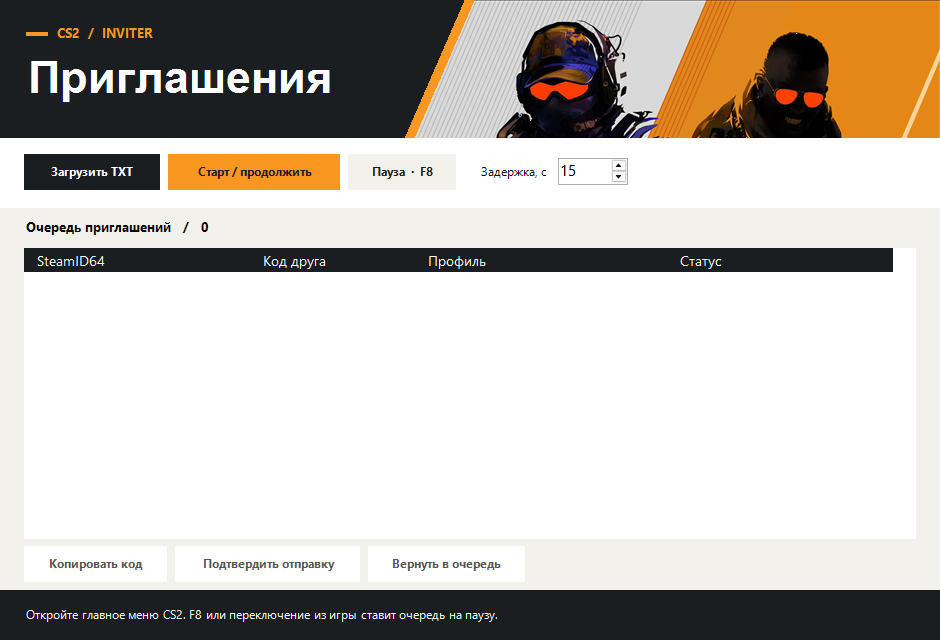 CS2 / INVITER
Приглашения
Загрузить TXT
Старт / продолжить
Пауза · F8
Задержка, с
15
Очередь приглашений / 0
SteamID64 Код друга Профиль Статус
Копировать код
Подтвердить отправку
Вернуть в очередь
Откройте главное меню CS2. F8 или переключение из игры ставит очередь на паузу.